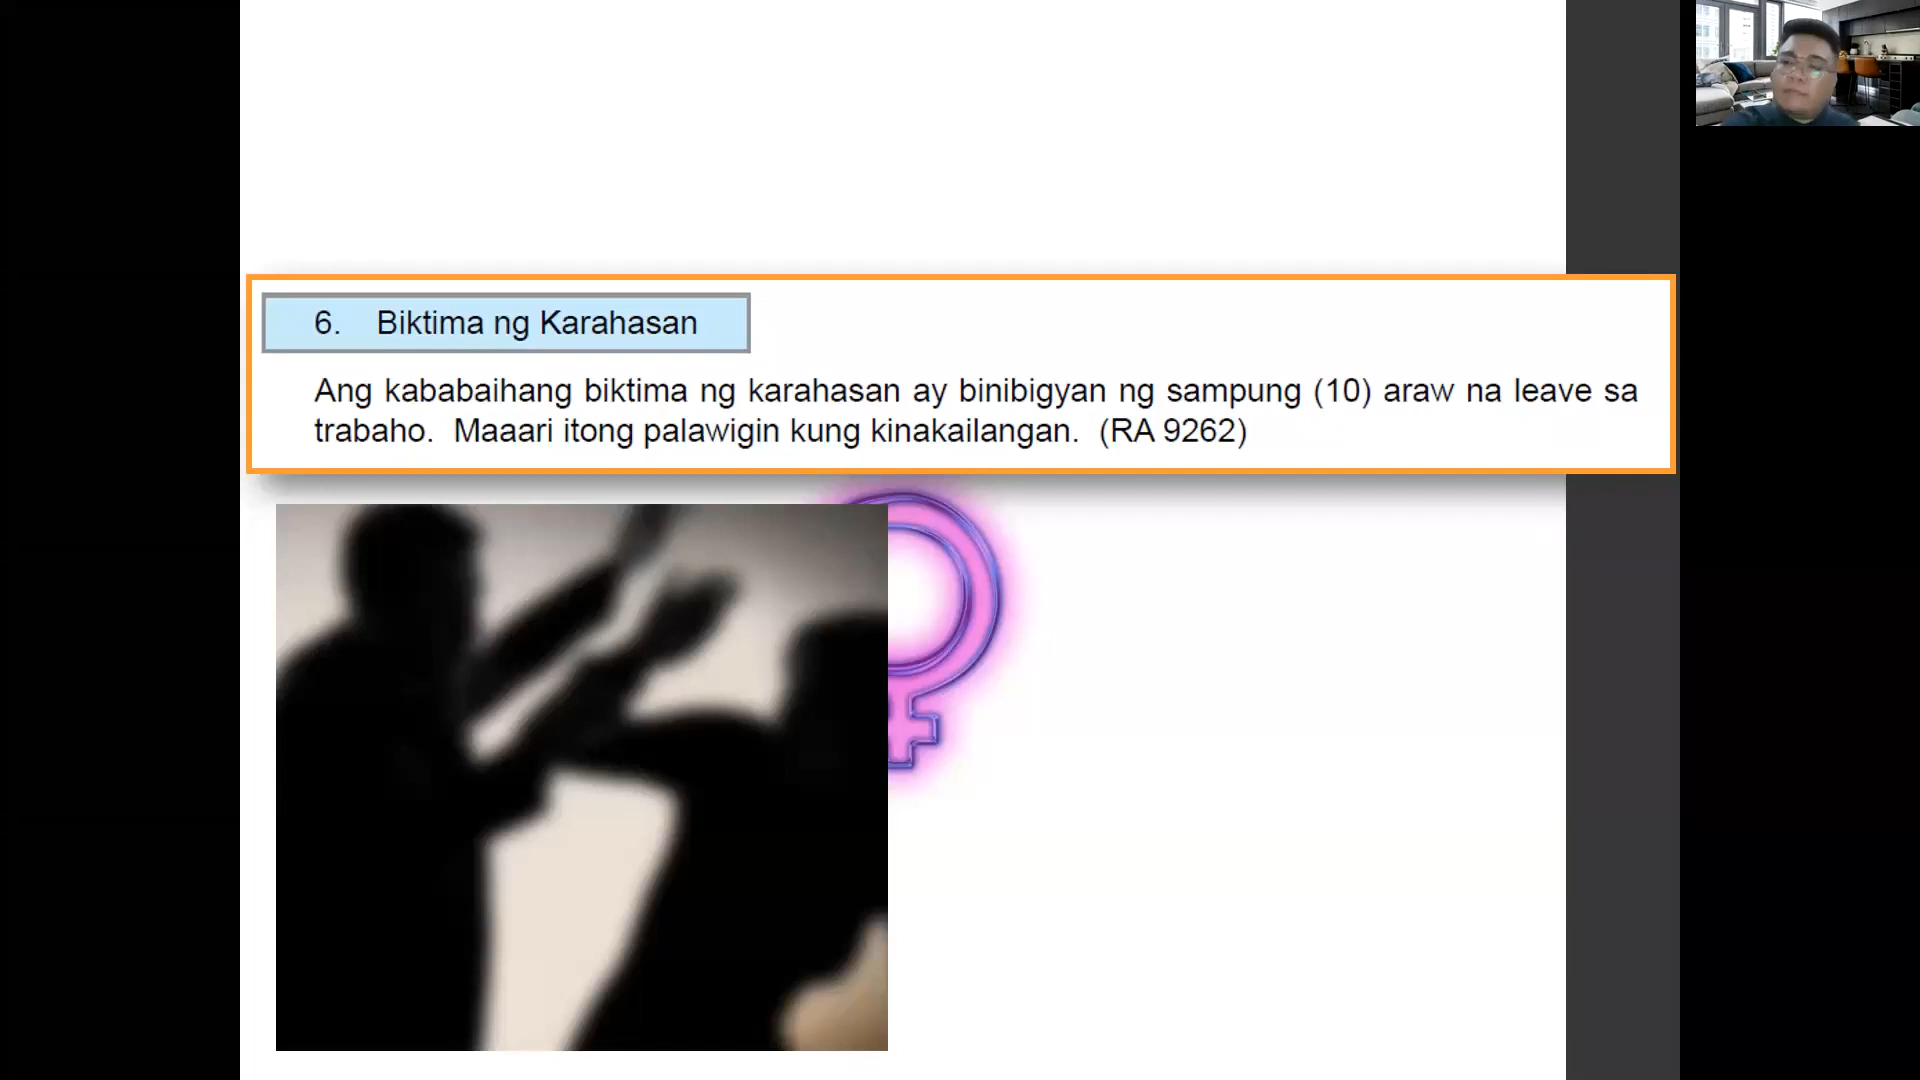 6. Biktima ng Karahasan
Ang kababaihang biktima ng karahasan ay binibigyan ng sampung (10) araw na leave sa
trabaho. Maaari itong palawigin kung kinakailangan. (RA 9262)